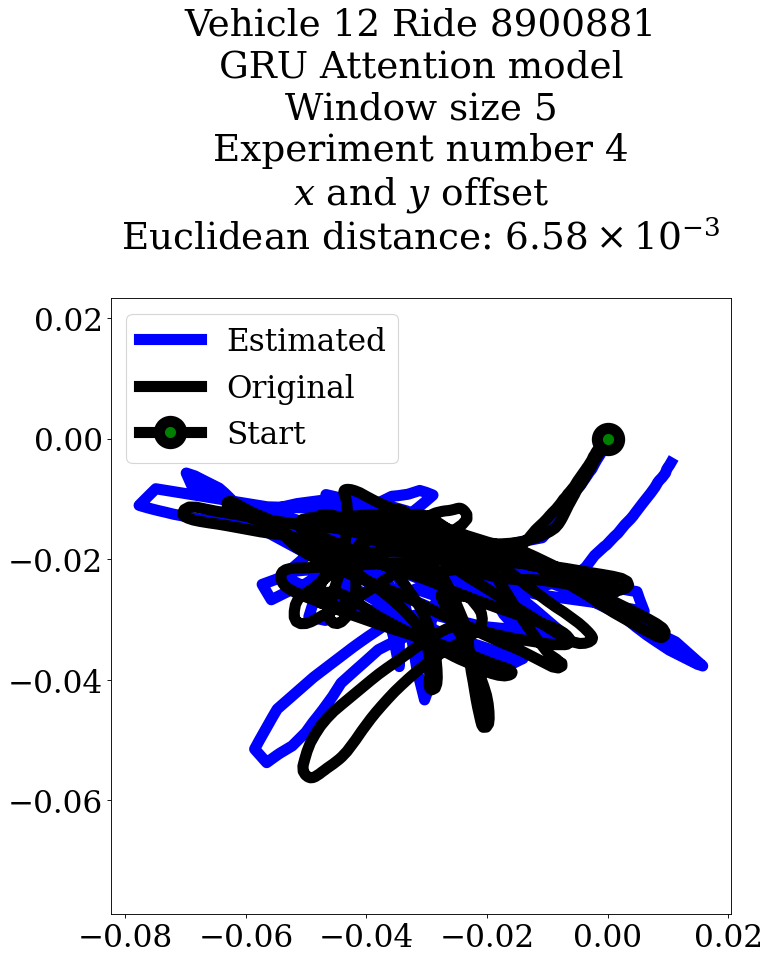 Vehicle 12 Ride 8900881
GRU Attention model
Window size 5
Experiment number 4
x and y offset
Euclidean distance: 6.58 × 10⁻³
Estimated
Original
Start
0.02
0.00
−0.02
−0.04
−0.06
−0.08 −0.06 −0.04 −0.02 0.00 0.02